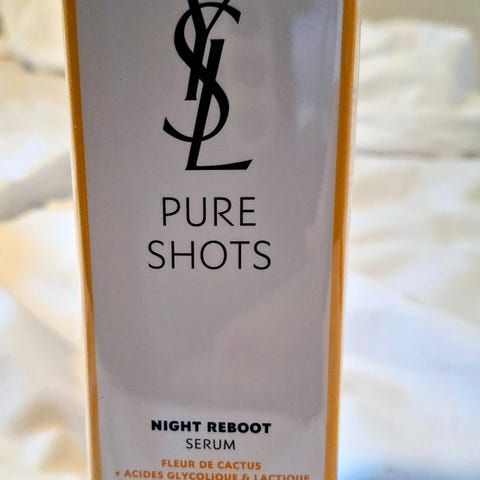 YSL
PURE
SHOTS
NIGHT REBOOT
SERUM
FLEUR DE CACTUS
+ ACIDES GLYCOLIQUE & LACTIQUE